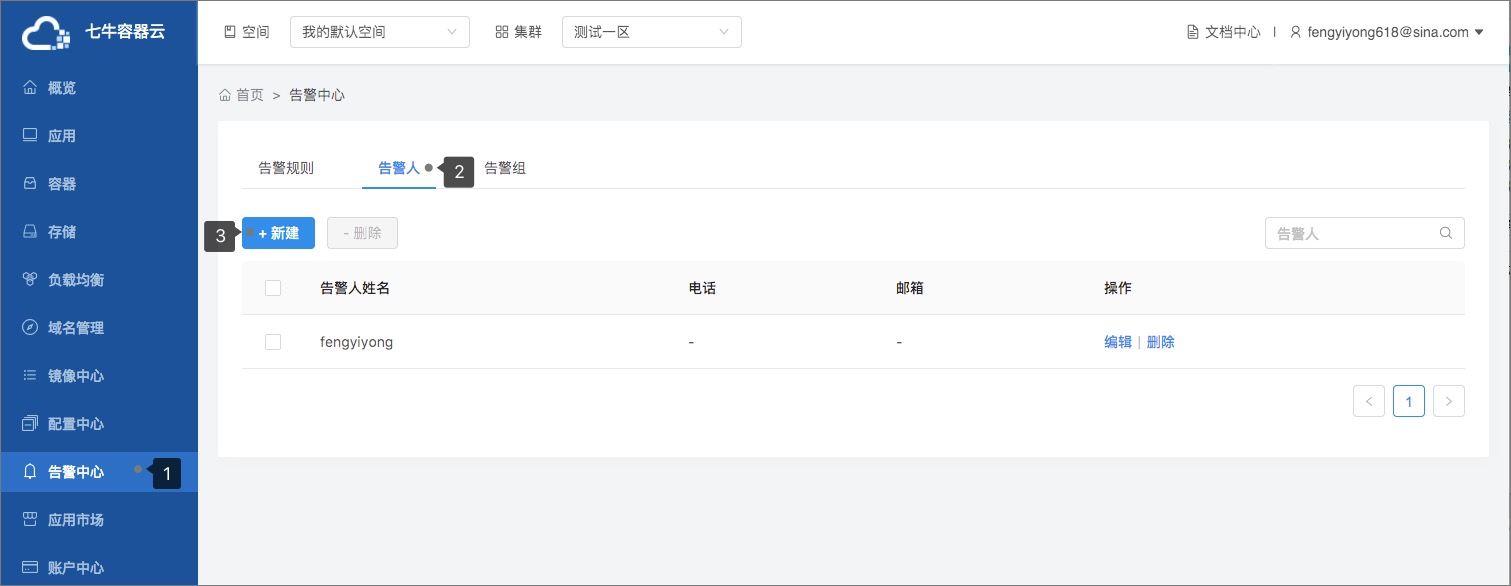 七牛容器云
空间 我的默认空间 集群 测试一区 文档中心 fengyiyong618@sina.com
概览
应用
容器
存储
负载均衡
域名管理
镜像中心
配置中心
告警中心 1
应用市场
账户中心
首页 > 告警中心
告警规则 告警人 2 告警组
3 + 新建 - 删除 告警人
告警人姓名 电话 邮箱 操作
fengyiyong - - 编辑 | 删除
< 1 >